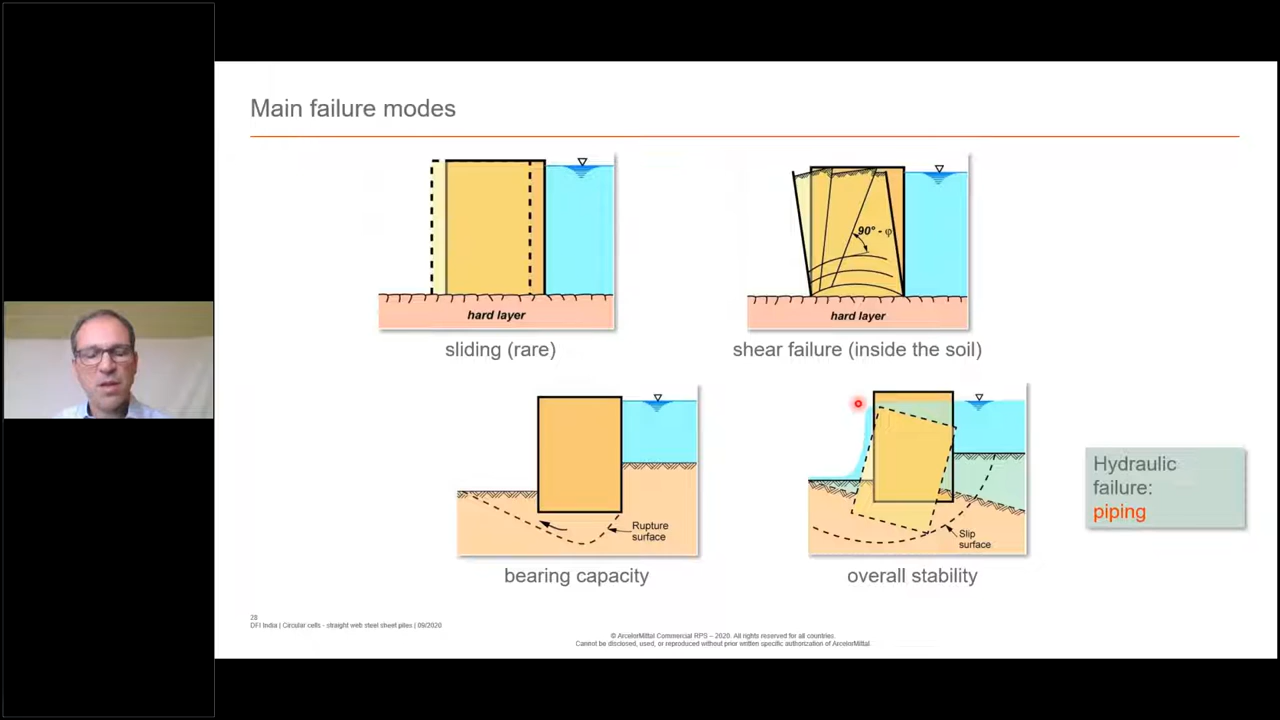 Main failure modes
90° - φ
hard layer
hard layer
sliding (rare)
shear failure (inside the soil)
Rupture
surface
Slip
surface
Hydraulic
failure:
piping
bearing capacity
overall stability
28
DFI India | Circular cells - straight web steel sheet piles | 09/2020
© ArcelorMittal Commercial RPS – 2020. All rights reserved for all countries.
Cannot be disclosed, used, or reproduced without prior written specific authorization of ArcelorMittal